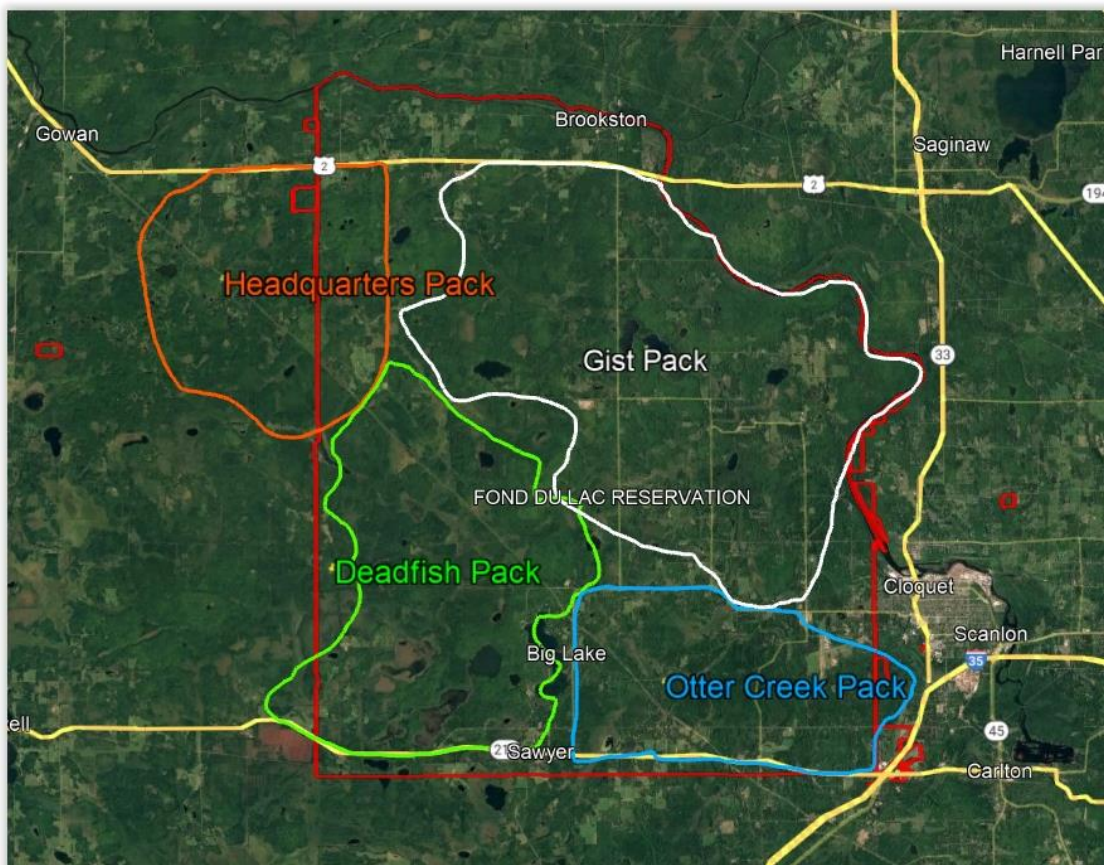 Harnell Par
Brookston
Gowan
Saginaw
2
2
194
Headquarters Pack
33
Gist Pack
FOND DU LAC RESERVATION
Deadfish Pack
Cloquet
Scanlon
Big Lake
35
Otter Creek Pack
ell
45
21
Sawyer
Carlton